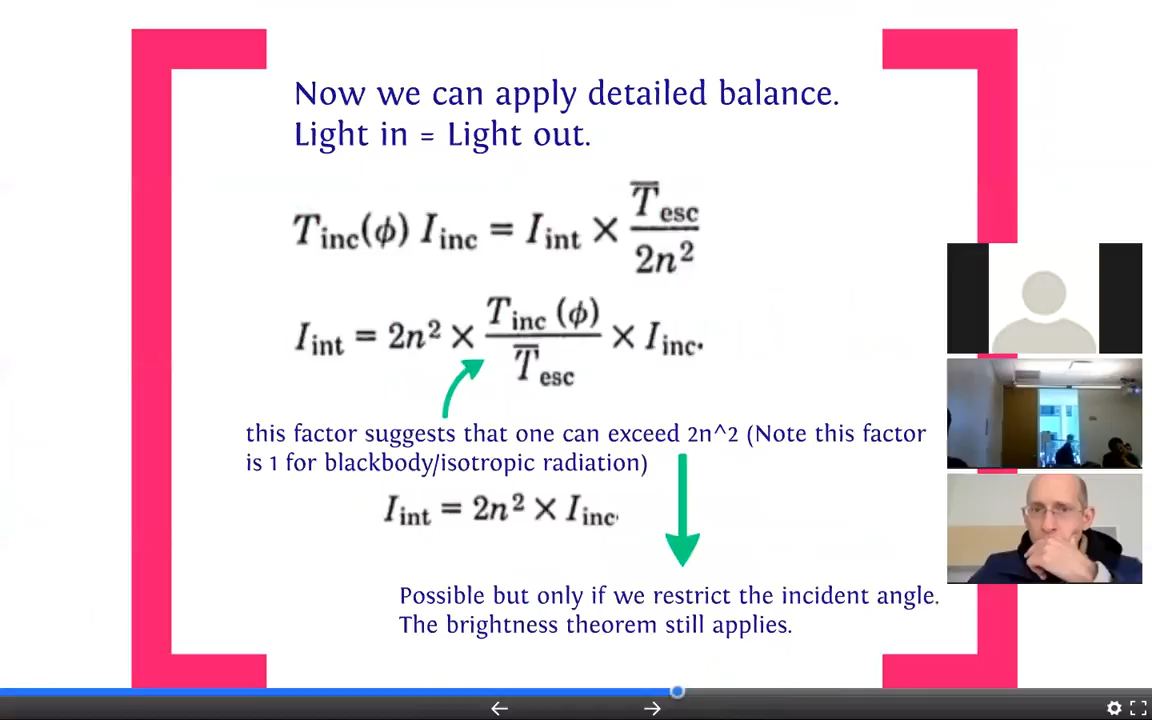 Now we can apply detailed balance.
Light in = Light out.
T_inc(ϕ) I_inc = I_int × T̅_esc / 2n²
I_int = 2n² × T_inc (ϕ) / T̅_esc × I_inc.
this factor suggests that one can exceed 2n^2 (Note this factor
is 1 for blackbody/isotropic radiation)
I_int = 2n² × I_inc.
Possible but only if we restrict the incident angle.
The brightness theorem still applies.